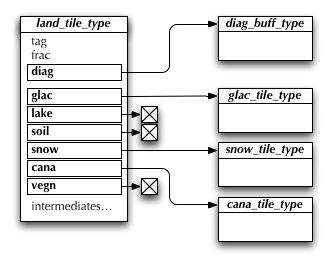 land_tile_type
tag
frac
diag
glac
lake
soil
snow
cana
vegn
intermediates...
diag_buff_type
glac_tile_type
snow_tile_type
cana_tile_type